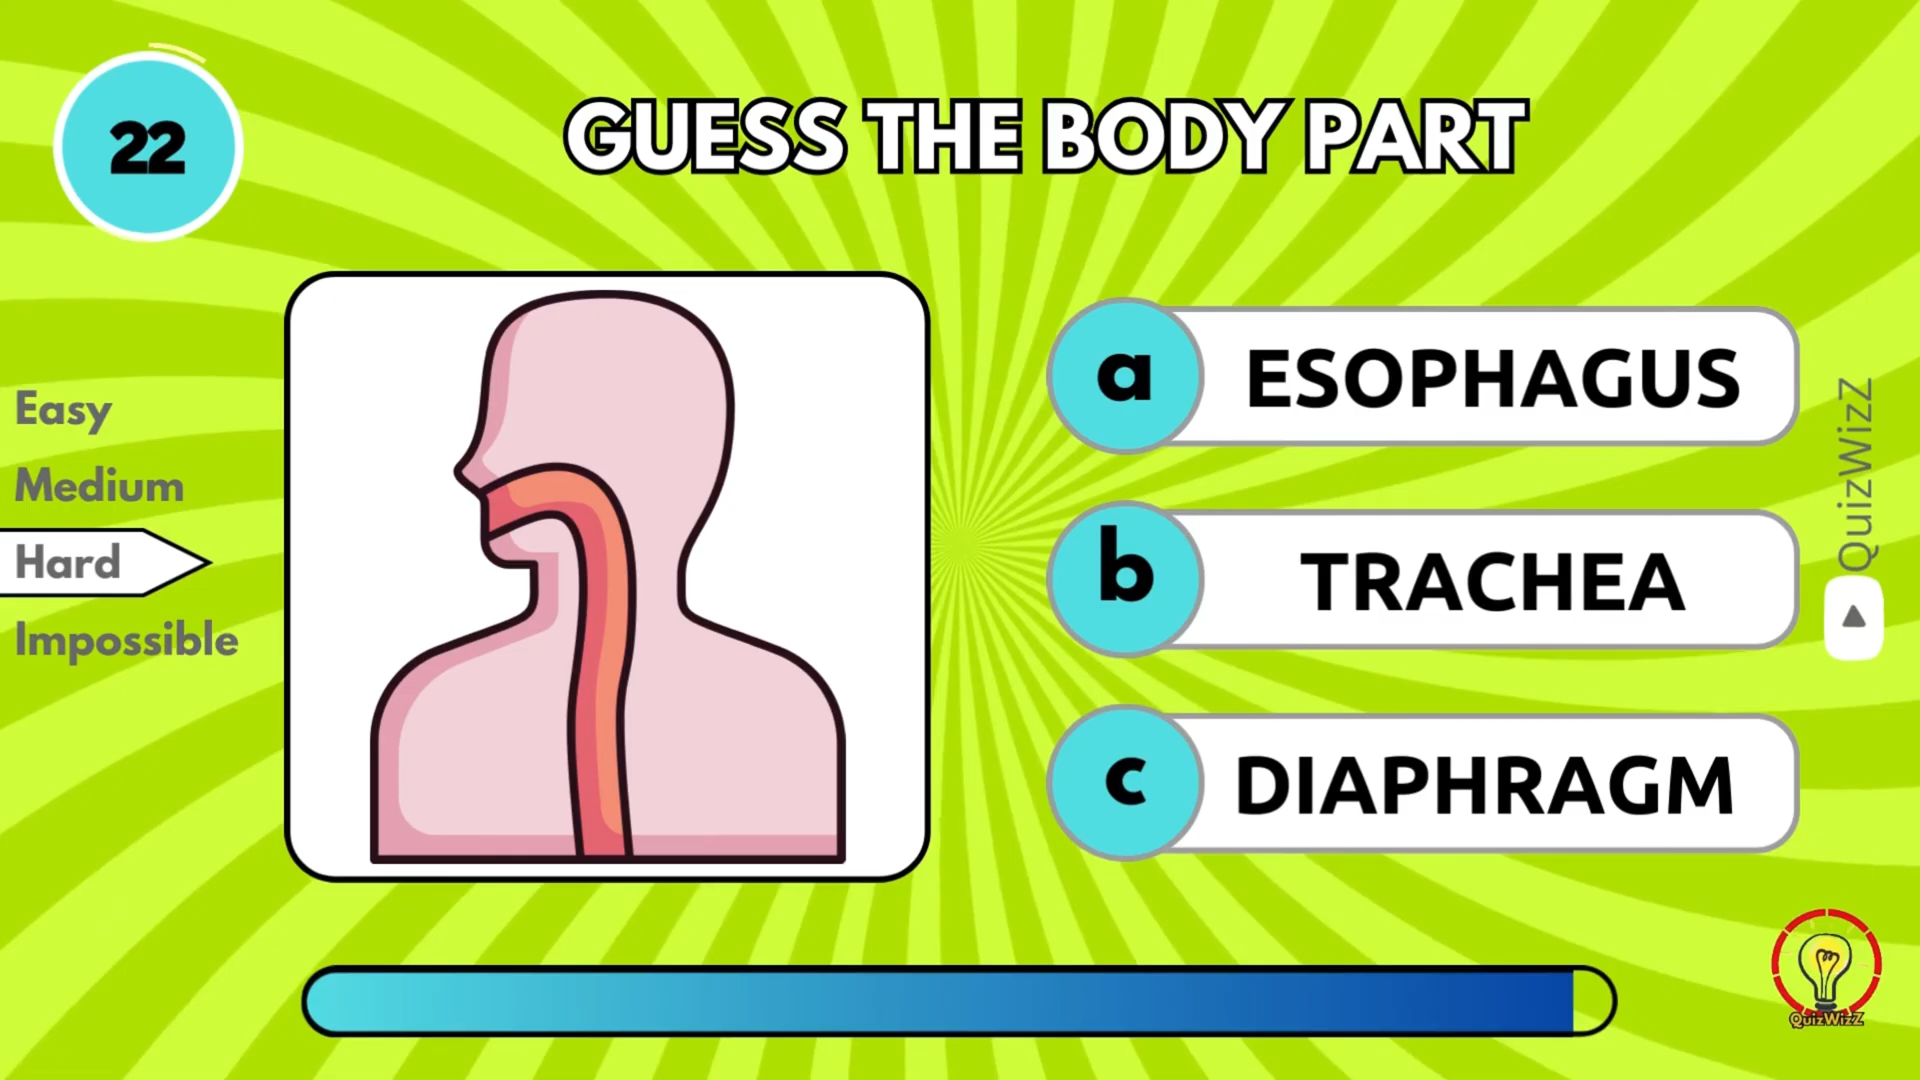 22
GUESS THE BODY PART
Easy
Medium
Hard
Impossible
a
ESOPHAGUS
b
TRACHEA
c
DIAPHRAGM
QuizWizZ
QuizWizZ